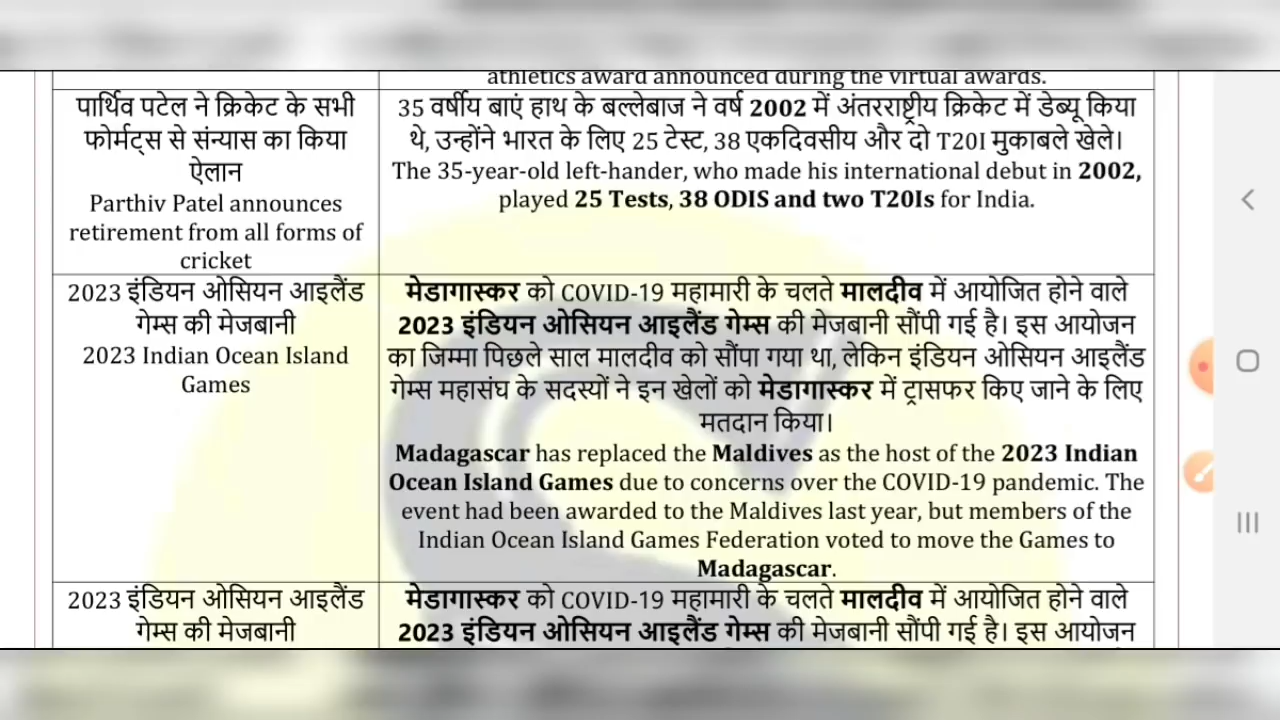 athletics award announced during the virtual awards.
पार्थिव पटेल ने क्रिकेट के सभी
फोर्मट्स से संन्यास का किया
ऐलान
Parthiv Patel announces
retirement from all forms of
cricket
35 वर्षीय बाएं हाथ के बल्लेबाज ने वर्ष 2002 में अंतरराष्ट्रीय क्रिकेट में डेब्यू किया
थे, उन्होंने भारत के लिए 25 टेस्ट, 38 एकदिवसीय और दो T20I मुकाबले खेले।
The 35-year-old left-hander, who made his international debut in 2002,
played 25 Tests, 38 ODIS and two T20Is for India.
2023 इंडियन ओसियन आइलैंड
गेम्स की मेजबानी
2023 Indian Ocean Island
Games
मेडागास्कर को COVID-19 महामारी के चलते मालदीव में आयोजित होने वाले
2023 इंडियन ओसियन आइलैंड गेम्स की मेजबानी सौंपी गई है। इस आयोजन
का जिम्मा पिछले साल मालदीव को सौंपा गया था, लेकिन इंडियन ओसियन आइलैंड
गेम्स महासंघ के सदस्यों ने इन खेलों को मेडागास्कर में ट्रासफर किए जाने के लिए
मतदान किया।
Madagascar has replaced the Maldives as the host of the 2023 Indian
Ocean Island Games due to concerns over the COVID-19 pandemic. The
event had been awarded to the Maldives last year, but members of the
Indian Ocean Island Games Federation voted to move the Games to
Madagascar.
2023 इंडियन ओसियन आइलैंड
गेम्स की मेजबानी
मेडागास्कर को COVID-19 महामारी के चलते मालदीव में आयोजित होने वाले
2023 इंडियन ओसियन आइलैंड गेम्स की मेजबानी सौंपी गई है। इस आयोजन